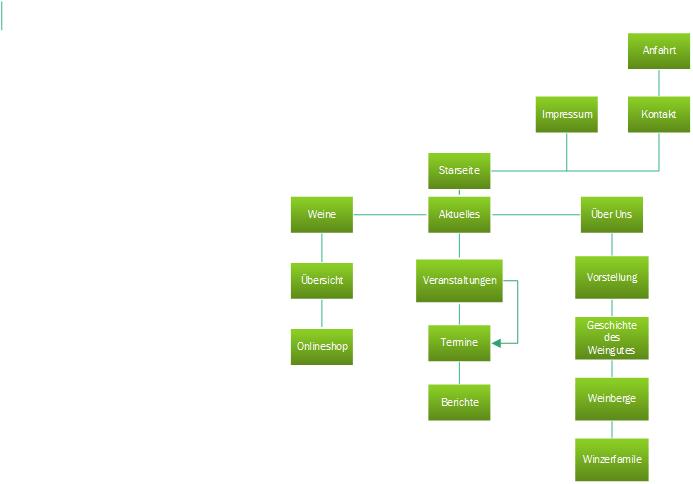 Anfahrt
Impressum
Kontakt
Starseite
Weine
Aktuelles
Über Uns
Übersicht
Veranstaltungen
Vorstellung
Onlineshop
Termine
Geschichte
des
Weingutes
Berichte
Weinberge
Winzerfamile